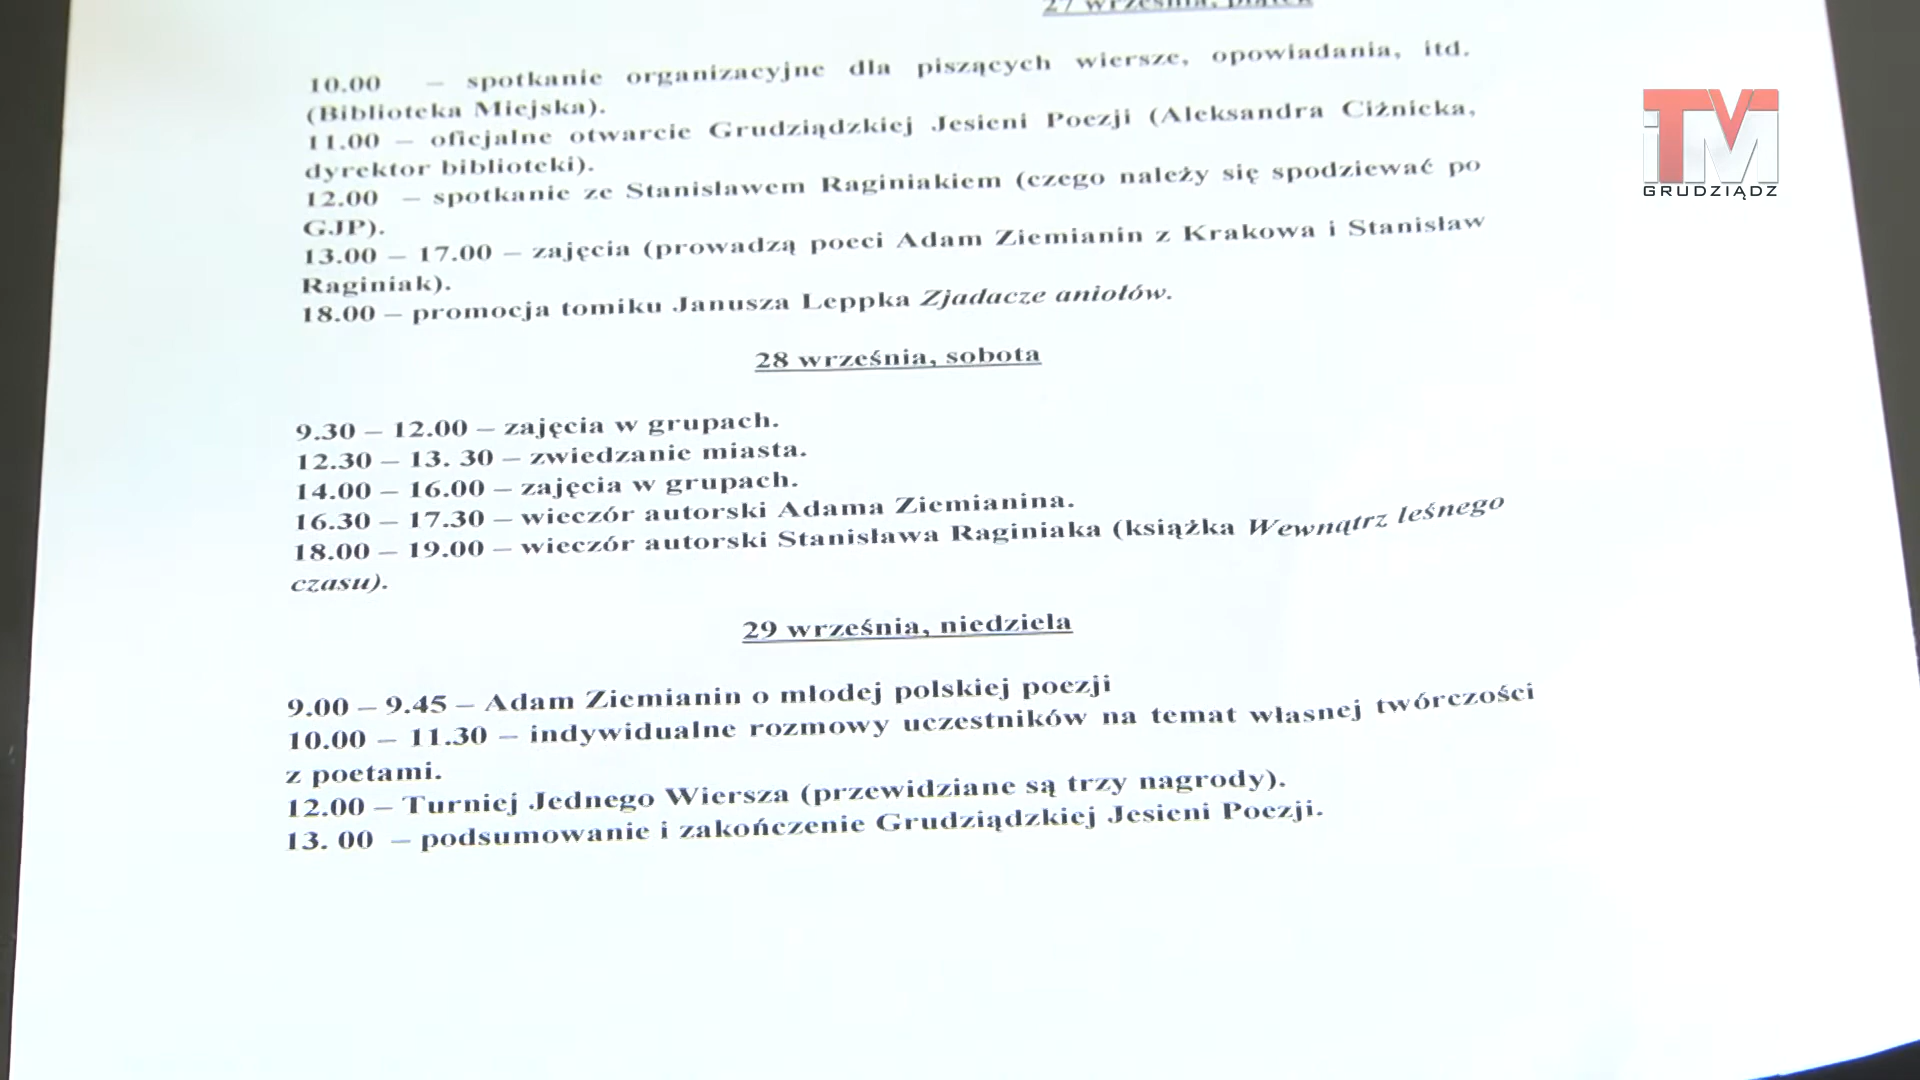 27 września, piątek
10.00 – spotkanie organizacyjne dla piszących wiersze, opowiadania, itd.
(Biblioteka Miejska).
11.00 – oficjalne otwarcie Grudziądzkiej Jesieni Poezji (Aleksandra Ciżnicka,
dyrektor biblioteki).
12.00 – spotkanie ze Stanisławem Raginiakiem (czego należy się spodziewać po
GJP).
13.00 – 17.00 – zajęcia (prowadzą poeci Adam Ziemianin z Krakowa i Stanisław
Raginiak).
18.00 – promocja tomiku Janusza Leppka Zjadacze aniołów.
28 września, sobota
9.30 – 12.00 – zajęcia w grupach.
12.30 – 13. 30 – zwiedzanie miasta.
14.00 – 16.00 – zajęcia w grupach.
16.30 – 17.30 – wieczór autorski Adama Ziemianina.
18.00 – 19.00 – wieczór autorski Stanisława Raginiaka (książka Wewnątrz leśnego
czasu).
29 września, niedziela
9.00 – 9.45 – Adam Ziemianin o młodej polskiej poezji
10.00 – 11.30 – indywidualne rozmowy uczestników na temat własnej twórczości
z poetami.
12.00 – Turniej Jednego Wiersza (przewidziane są trzy nagrody).
13. 00 – podsumowanie i zakończenie Grudziądzkiej Jesieni Poezji.
iTVM
GRUDZIĄDZ